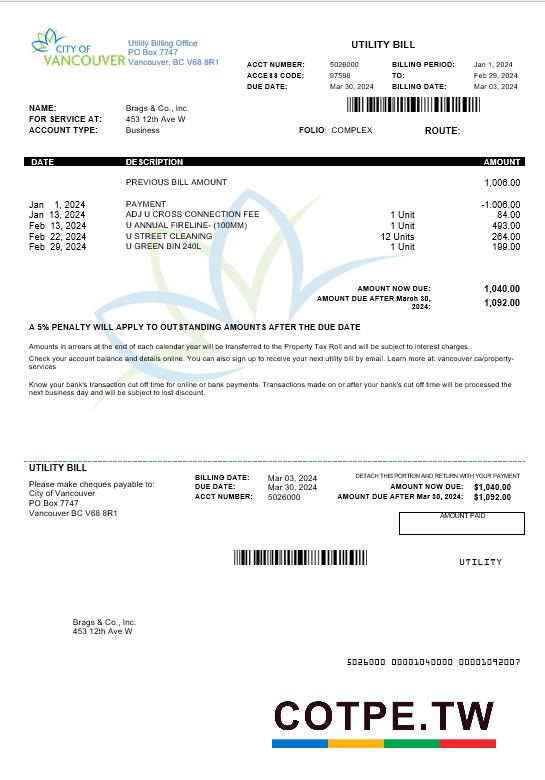 CITY OF
VANCOUVER
Utility Billing Office
PO Box 7747
Vancouver, BC V68 8R1
UTILITY BILL
ACCT NUMBER: 5026000 BILLING PERIOD: Jan 1, 2024
ACCESS CODE: 97598 TO: Feb 29, 2024
DUE DATE: Mar 30, 2024 BILLING DATE: Mar 03, 2024
NAME: Brags & Co., Inc.
FOR SERVICE AT: 453 12th Ave W
ACCOUNT TYPE: Business FOLIO: COMPLEX ROUTE:
DATE DESCRIPTION AMOUNT
PREVIOUS BILL AMOUNT 1,006.00
Jan 1, 2024 PAYMENT -1.006.00
Jan 13, 2024 ADJ U CROSS CONNECTION FEE 1 Unit 84.00
Feb 13, 2024 U ANNUAL FIRELINE- (100MM) 1 Unit 493.00
Feb 22, 2024 U STREET CLEANING 12 Units 264.00
Feb 29, 2024 U GREEN BIN 240L 1 Unit 199.00
AMOUNT NOW DUE: 1,040.00
AMOUNT DUE AFTER March 30, 1,092.00
2024:
A 5% PENALTY WILL APPLY TO OUTSTANDING AMOUNTS AFTER THE DUE DATE
Amounts in arrears at the end of each calendar year will be transferred to the Property Tax Roll and will be subject to interest charges.
Check your account balance and details online. You can also sign up to receive your next utility bill by email. Learn more at: vancouver.ca/property-
services
Know your bank's transaction cut off time for online or bank payments. Transactions made on or after your bank's cut off time will be processed the
next business day and will be subject to lost discount.
UTILITY BILL
Please make cheques payable to:
City of Vancouver
PO Box 7747
Vancouver BC V68 8R1
BILLING DATE: Mar 03, 2024
DUE DATE: Mar 30, 2024
ACCT NUMBER: 5026000
DETACH THIS PORTION AND RETURN WITH YOUR PAYMENT
AMOUNT NOW DUE: $1,040.00
AMOUNT DUE AFTER Mar 30, 2024: $1,092.00
AMOUNT PAID
UTILITY
Brags & Co., Inc.
453 12th Ave W
5026000 00001040000 00001092007
COTPE.TW